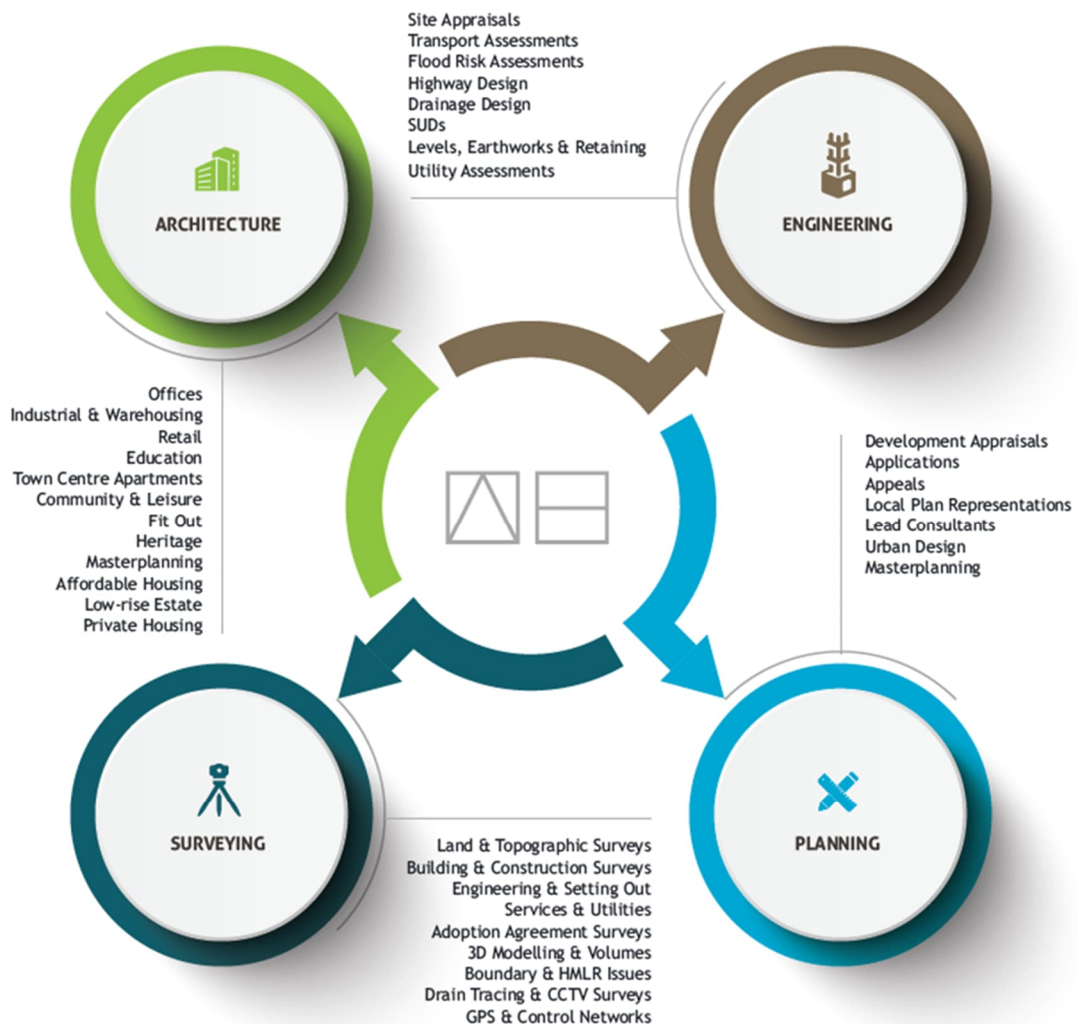 Site Appraisals
Transport Assessments
Flood Risk Assessments
Highway Design
Drainage Design
SUDs
Levels, Earthworks & Retaining
Utility Assessments
ARCHITECTURE
ENGINEERING
Offices
Industrial & Warehousing
Retail
Education
Town Centre Apartments
Community & Leisure
Fit Out
Heritage
Masterplanning
Affordable Housing
Low-rise Estate
Private Housing
Development Appraisals
Applications
Appeals
Local Plan Representations
Lead Consultants
Urban Design
Masterplanning
SURVEYING
PLANNING
Land & Topographic Surveys
Building & Construction Surveys
Engineering & Setting Out
Services & Utilities
Adoption Agreement Surveys
3D Modelling & Volumes
Boundary & HMLR Issues
Drain Tracing & CCTV Surveys
GPS & Control Networks